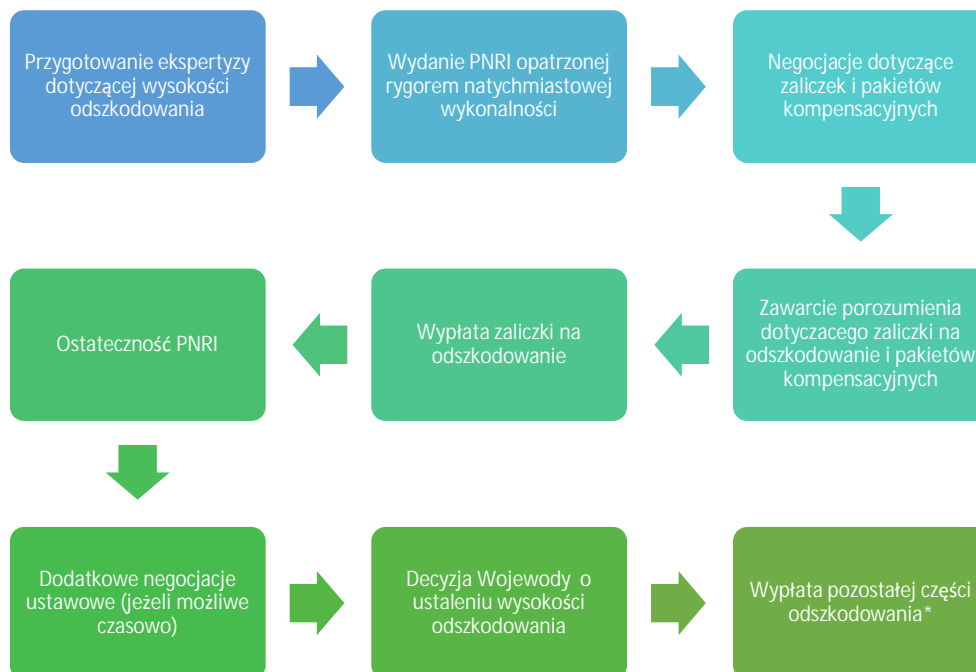 Przygotowanie ekspertyzy
dotyczącej wysokości
odszkodowania
Wydanie PNRI opatrzonej
rygorem natychmiastowej
wykonalności
Negocjacje dotyczące
zaliczek i pakietów
kompensacyjnych
Zawarcie porozumienia
dotyczacego zaliczki na
odszkodowanie i pakietów
kompensacyjnych
Wypłata zaliczki na
odszkodowanie
Ostateczność PNRI
Dodatkowe negocjacje
ustawowe (jeżeli możliwe
czasowo)
Decyzja Wojewody o
ustaleniu wysokości
odszkodowania
Wypłata pozostałej części
odszkodowania*